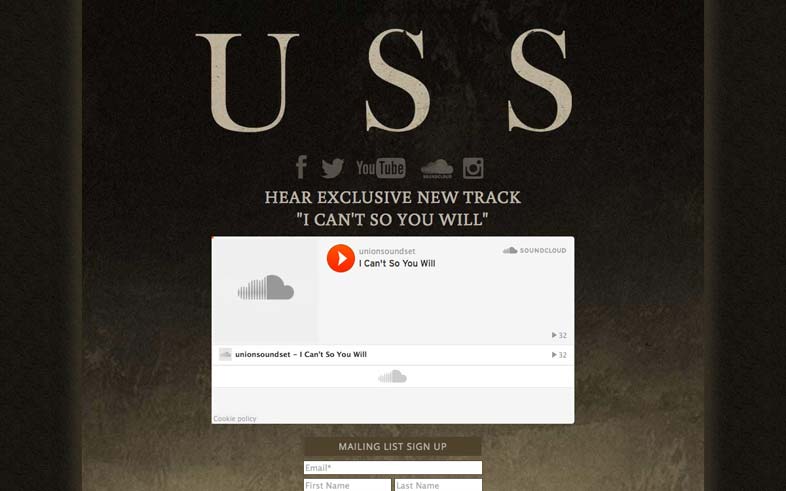 U S S
YouTube
SOUNDCLOUD
HEAR EXCLUSIVE NEW TRACK
"I CAN'T SO YOU WILL"
unionsoundset
SOUNDCLOUD
I Can't So You Will
32
unionsoundset – I Can't So You Will 32
Cookie policy
MAILING LIST SIGN UP
Email*
First Name Last Name